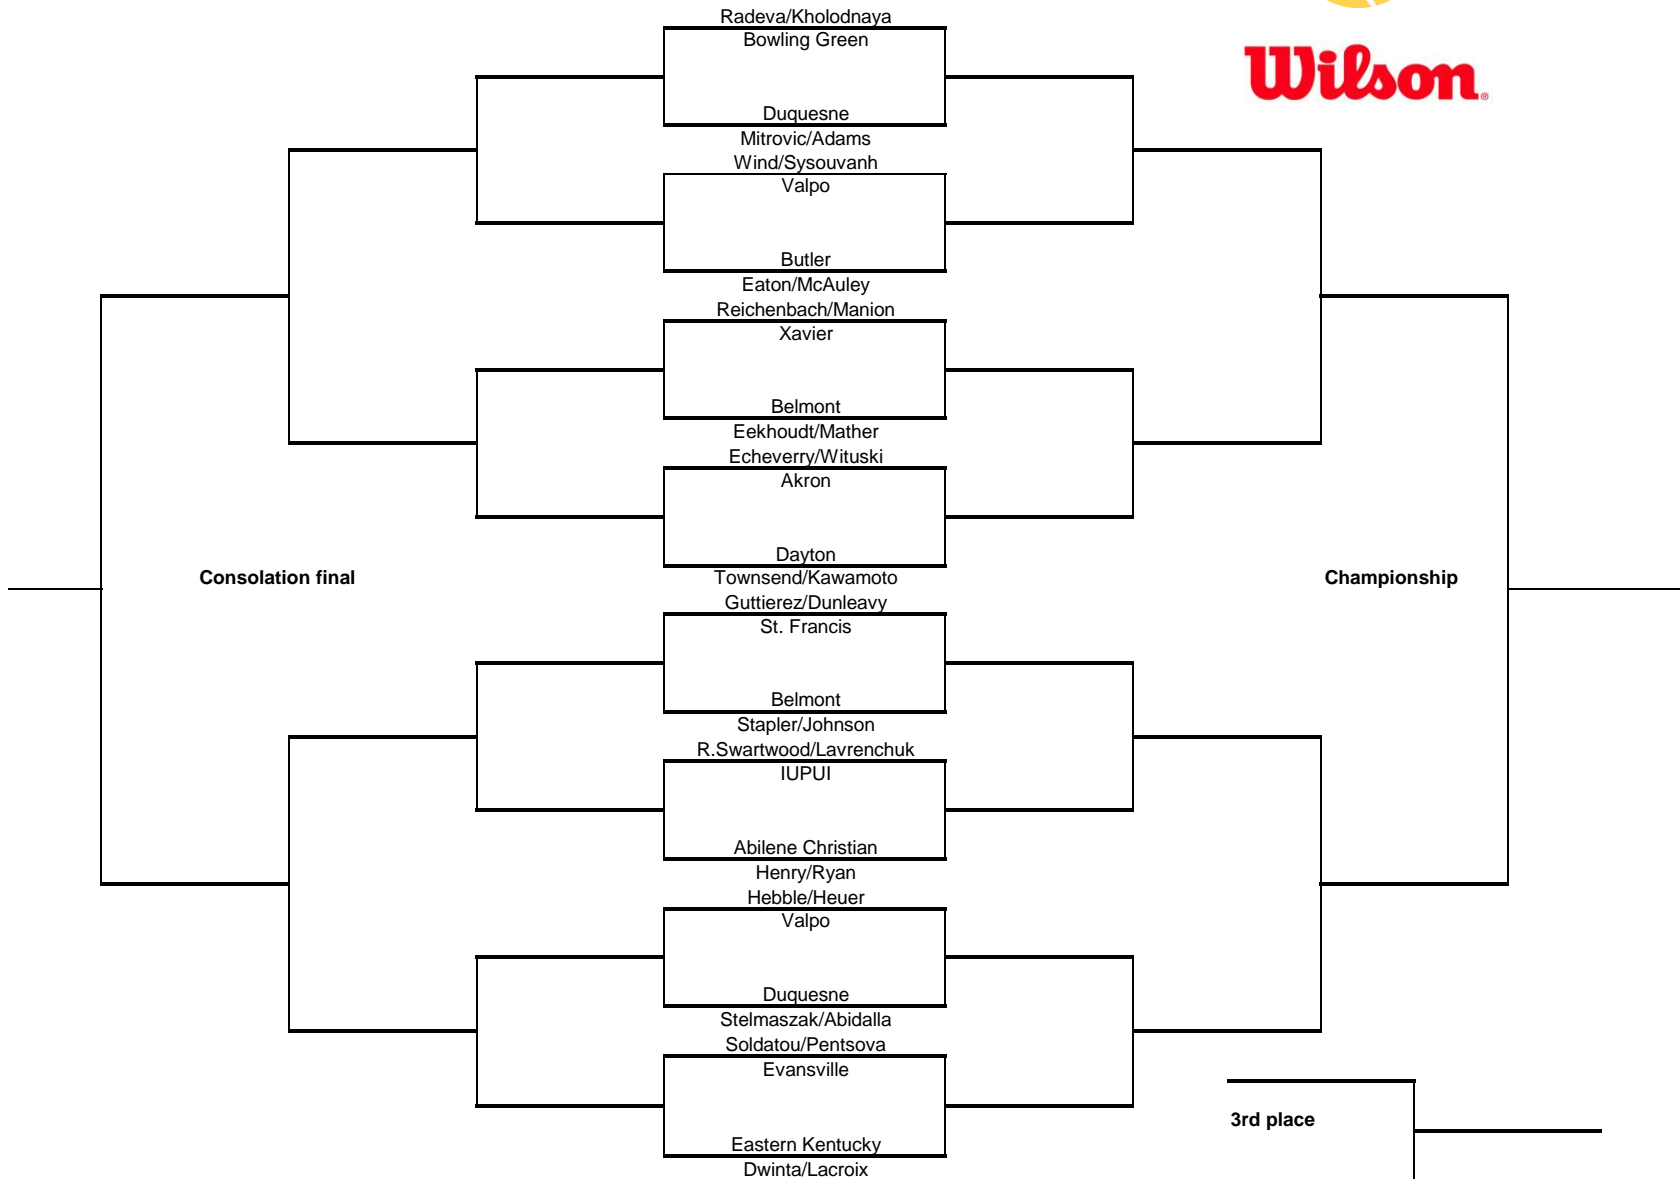 Radeva/Kholodnaya
Bowling Green
Wilson®
Duquesne
Mitrovic/Adams
Wind/Sysouvanh
Valpo
Butler
Eaton/McAuley
Reichenbach/Manion
Xavier
Belmont
Eekhoudt/Mather
Echeverry/Wituski
Akron
Dayton
Consolation final
Townsend/Kawamoto
Championship
Guttierez/Dunleavy
St. Francis
Belmont
Stapler/Johnson
R.Swartwood/Lavrenchuk
IUPUI
Abilene Christian
Henry/Ryan
Hebble/Heuer
Valpo
Duquesne
Stelmaszak/Abidalla
Soldatou/Pentsova
Evansville
3rd place
Eastern Kentucky
Dwinta/Lacroix